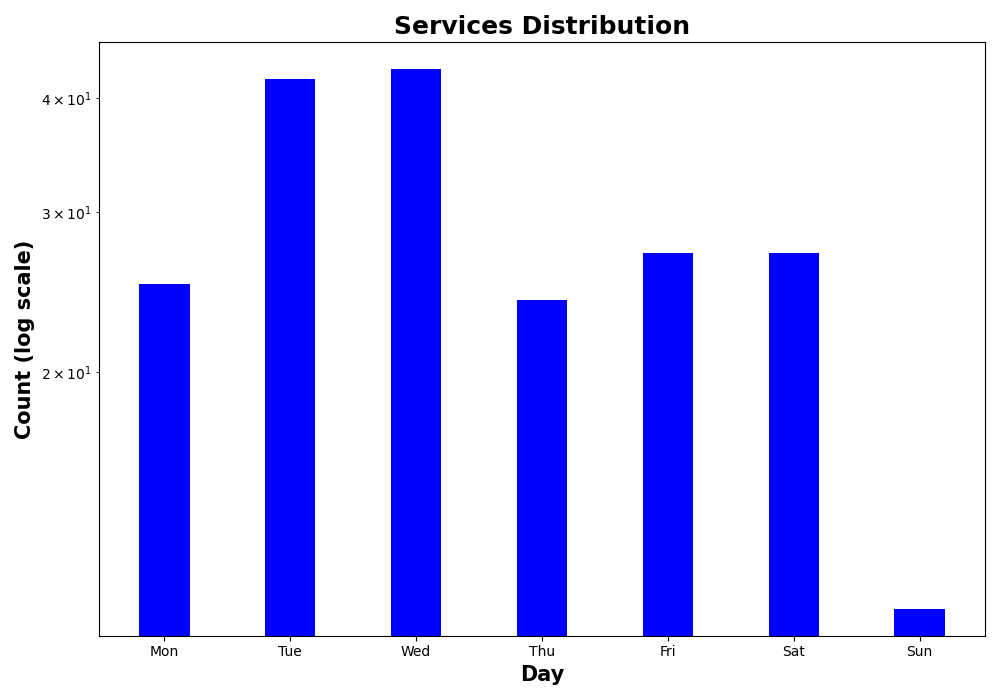 Services Distribution
Count (log scale)
4 × 10¹
3 × 10¹
2 × 10¹
Mon Tue Wed Thu Fri Sat Sun
Day